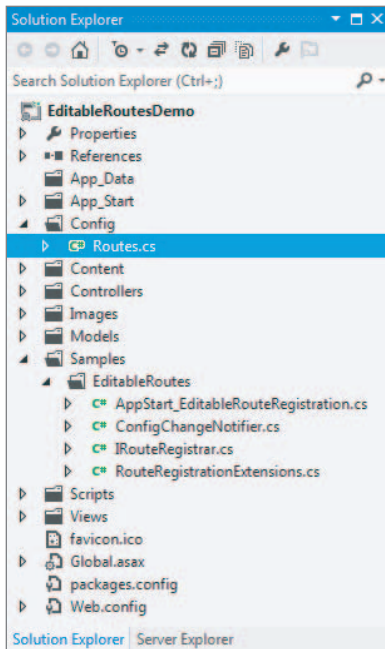 Solution Explorer
Search Solution Explorer (Ctrl+;)
EditableRoutesDemo
Properties
References
App_Data
App_Start
Config
C# Routes.cs
Content
Controllers
Images
Models
Samples
EditableRoutes
C# AppStart_EditableRouteRegistration.cs
C# ConfigChangeNotifier.cs
C# IRouteRegistrar.cs
C# RouteRegistrationExtensions.cs
Scripts
Views
favicon.ico
Global.asax
packages.config
Web.config
Solution Explorer Server Explorer